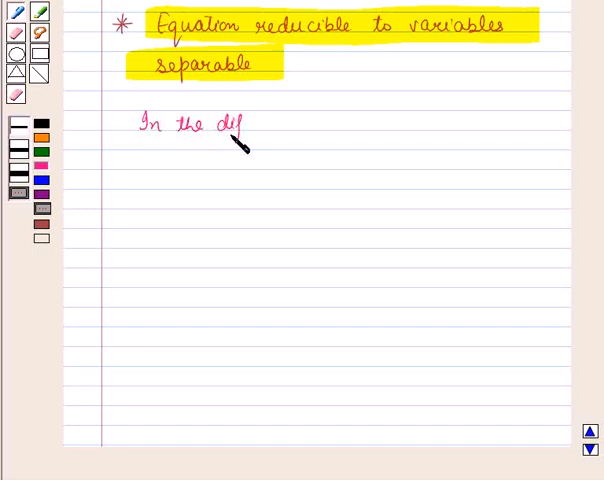 * Equation reducible to variables
separable
In the dif